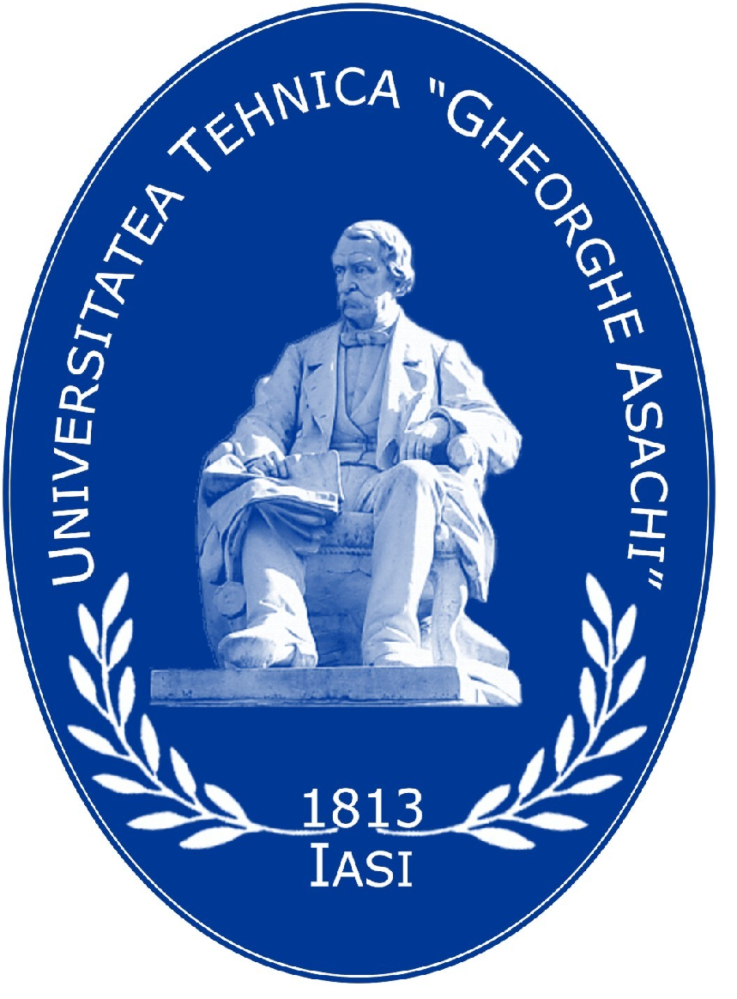 UNIVERSITATEA TEHNICA "GHEORGHE ASACHI"
1813
IASI